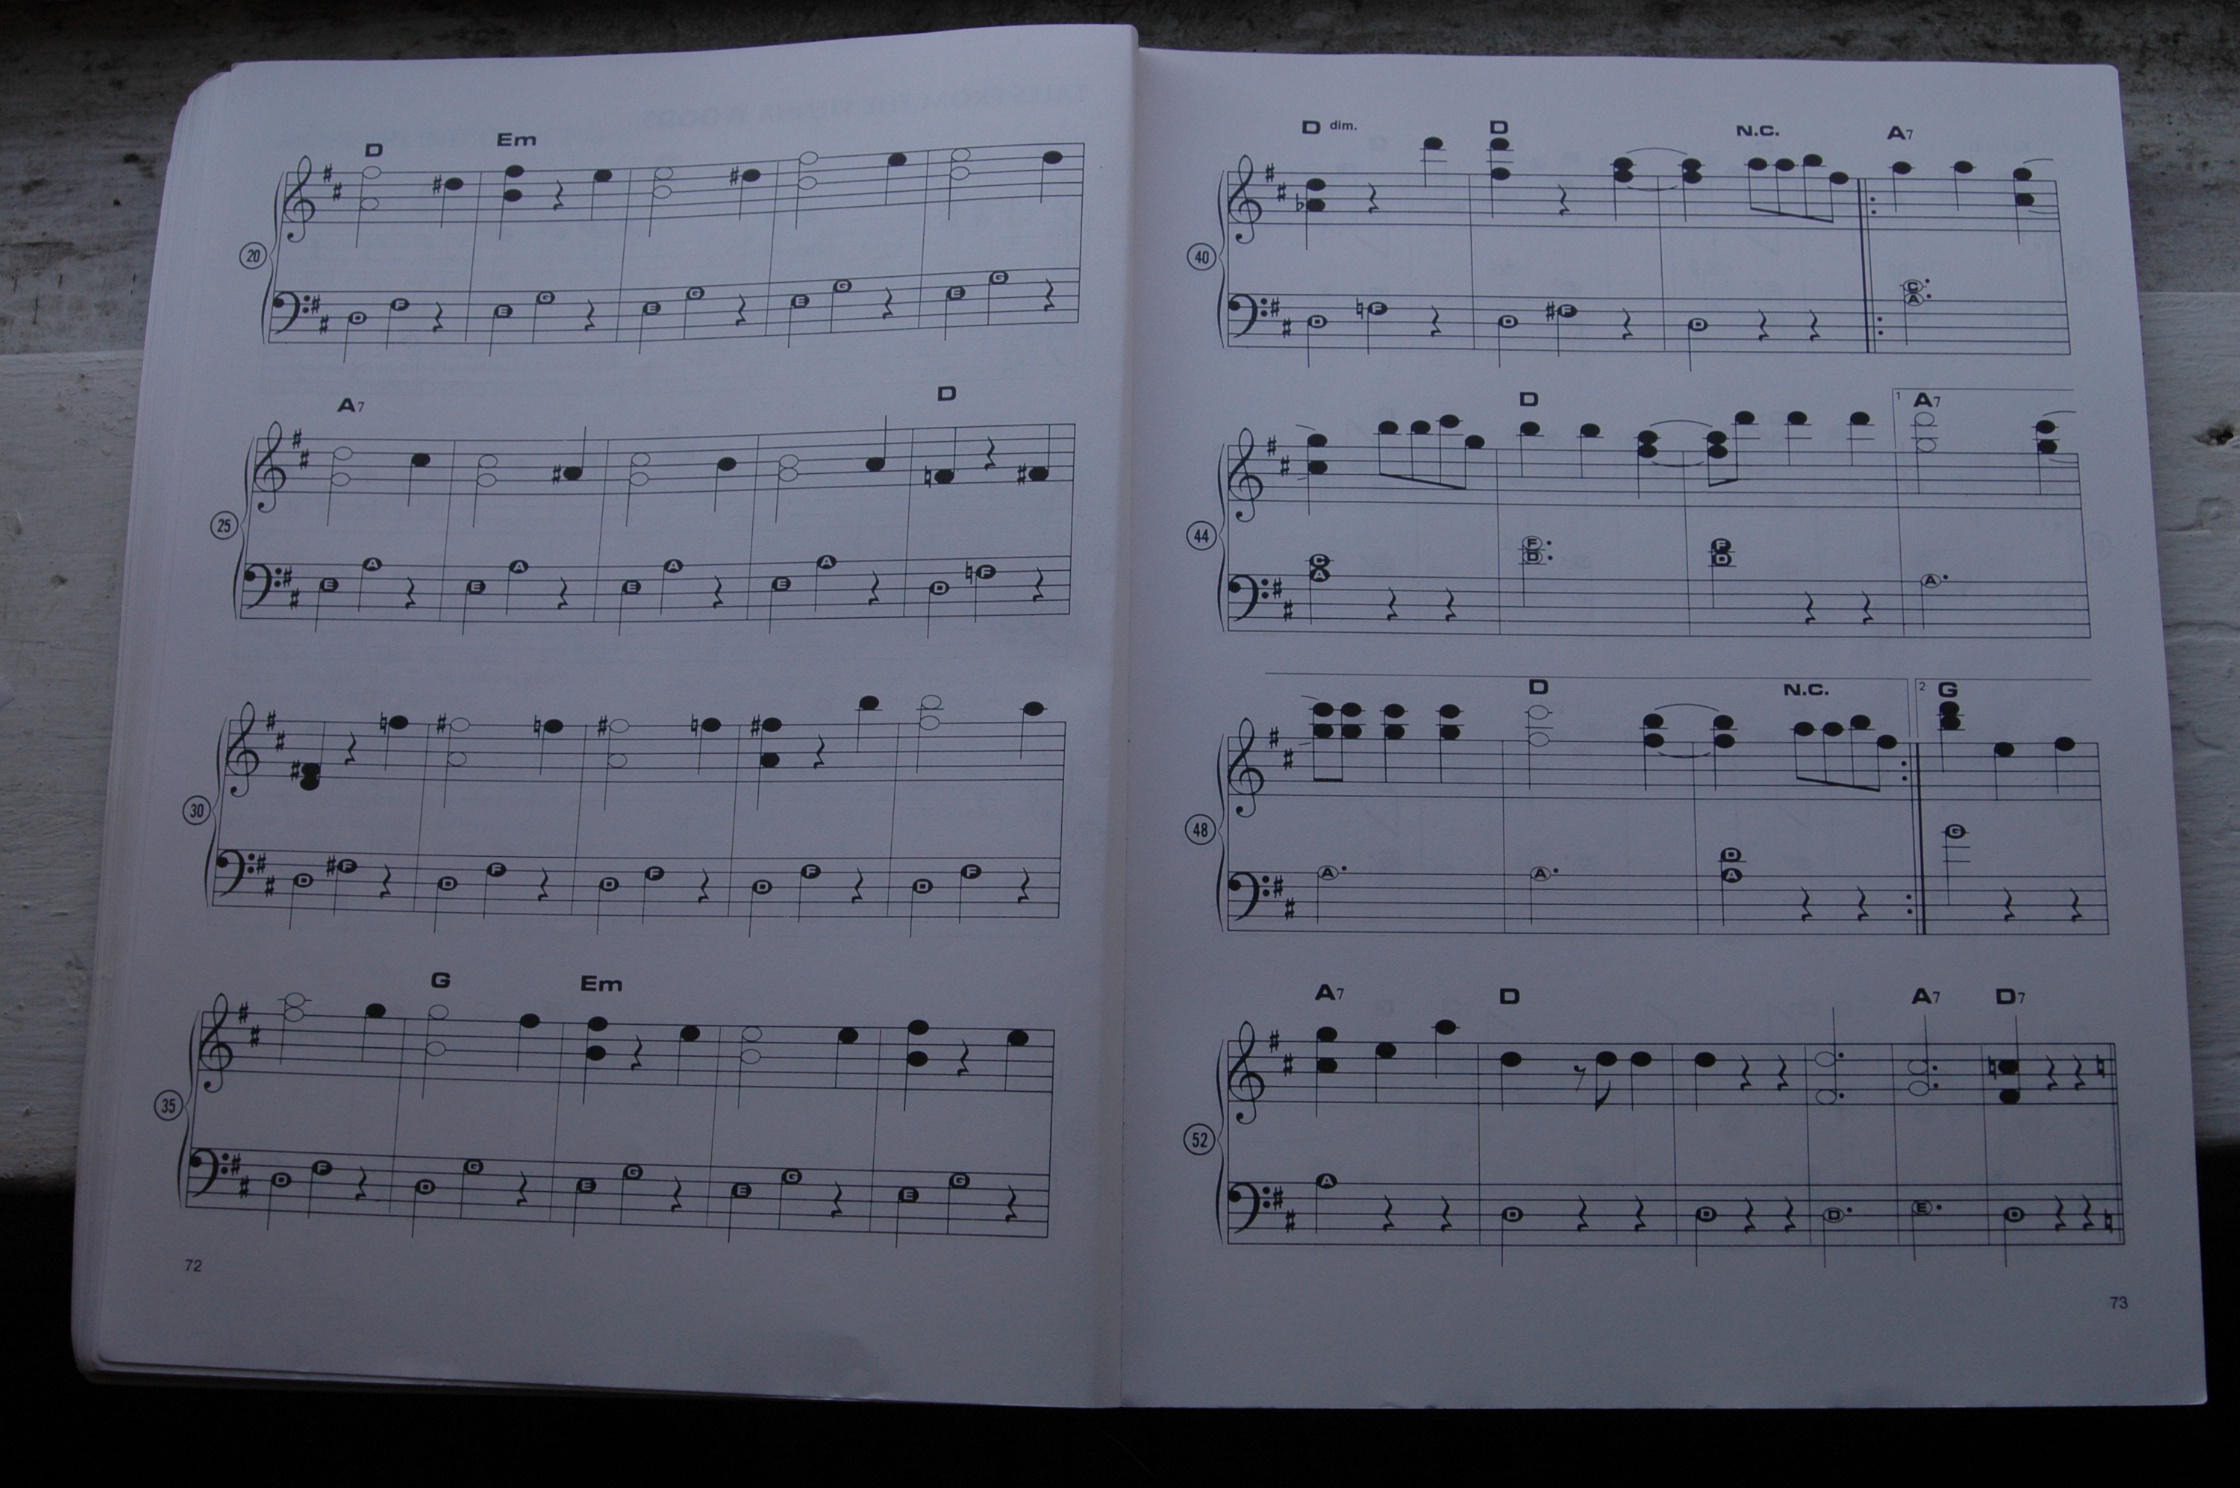 D Em
20
D F E G E G E G E G
A7 D
25
E A E A E A E A D F
30
D F D F D F D F D F
G Em
35
D F D G E G E G E G
72
D dim. D N.C. A7
40
D F D F D C A
D 1 A7
44
C A F D F D A
D N.C. 2 G
48
A A D A G
A7 D A7 D7
52
A D D D E D
73